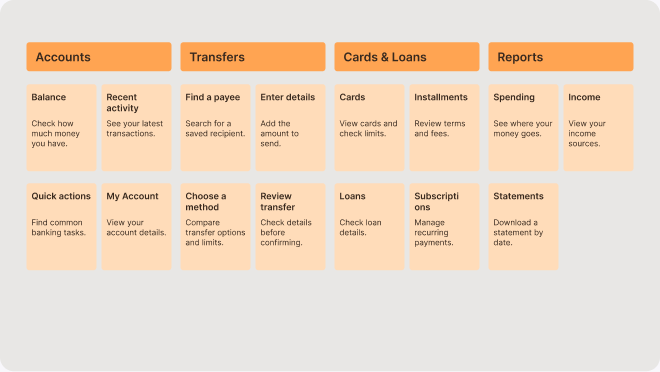 Accounts
Transfers
Cards & Loans
Reports
Balance
Check how
much money
you have.
Recent
activity
See your latest
transactions.
Find a payee
Search for a
saved recipient.
Enter details
Add the
amount to
send.
Cards
View cards and
check limits.
Installments
Review terms
and fees.
Spending
See where your
money goes.
Income
View your
income
sources.
Quick actions
Find common
banking tasks.
My Account
View your
account details.
Choose a
method
Compare
transfer options
and limits.
Review
transfer
Check details
before
confirming.
Loans
Check loan
details.
Subscripti
ons
Manage
recurring
payments.
Statements
Download a
statement by
date.